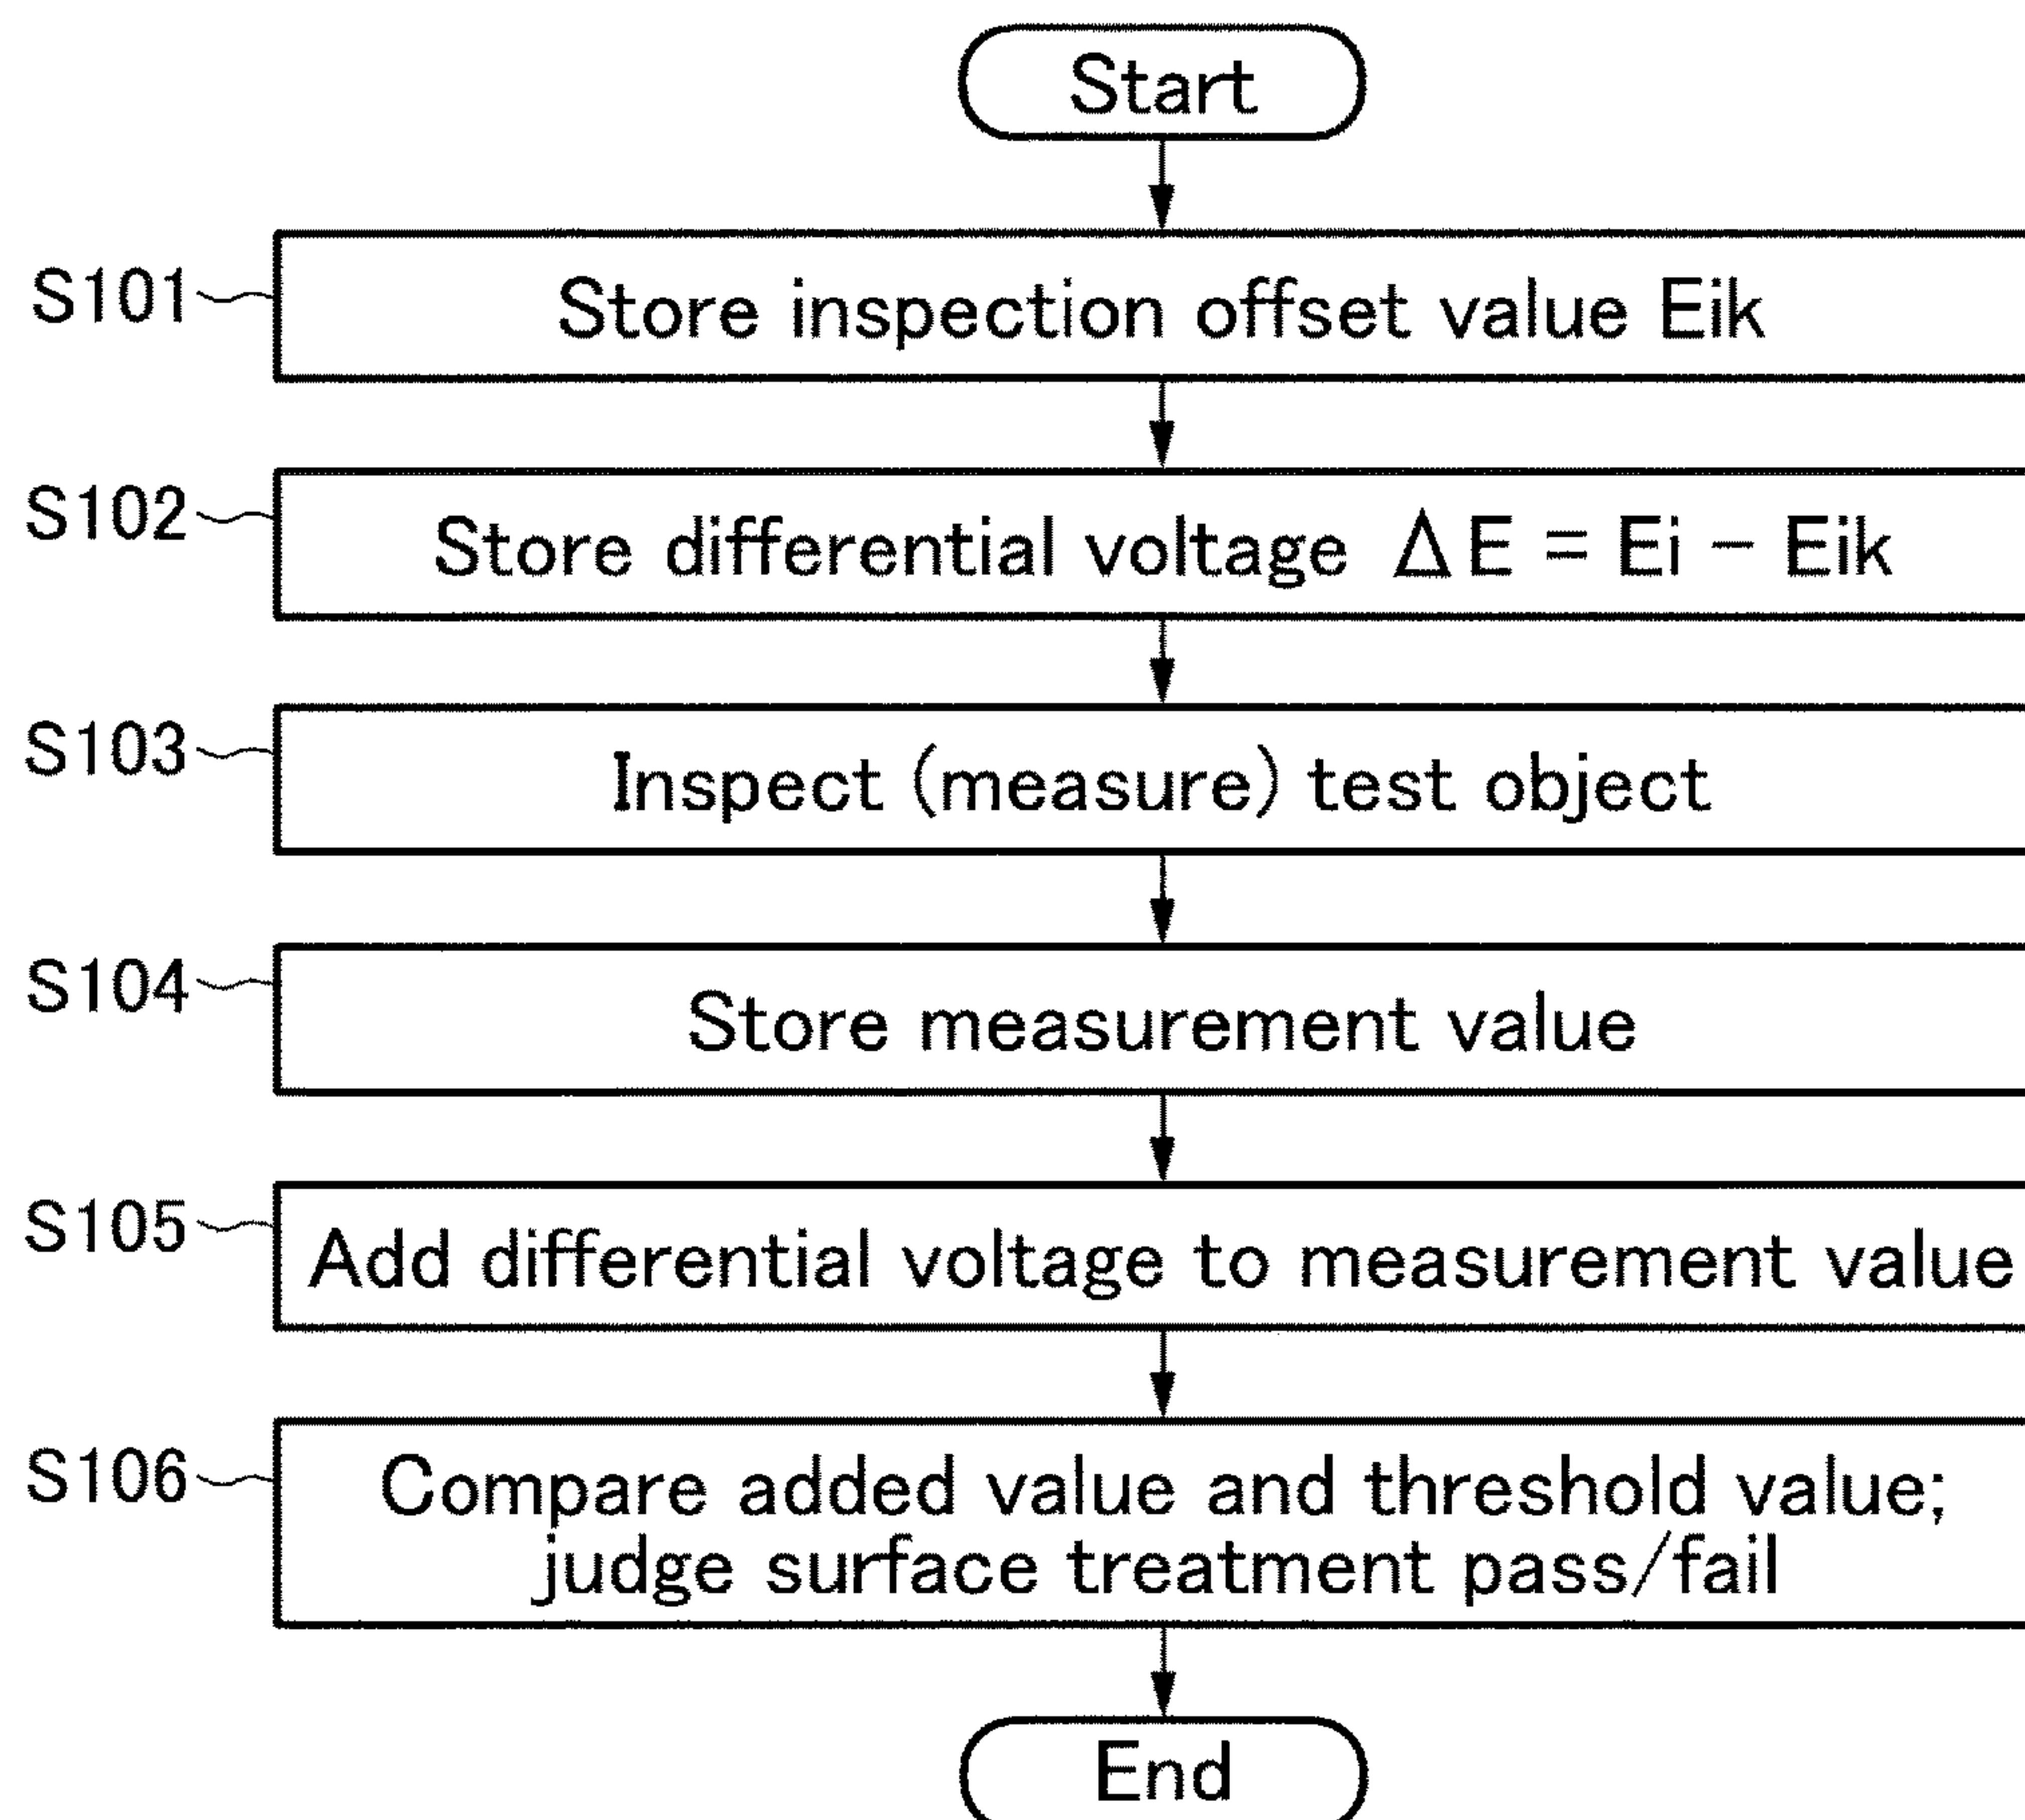 Start
S101
Store inspection offset value Eik
S102
Store differential voltage ΔE = Ei − Eik
S103
Inspect (measure) test object
S104
Store measurement value
S105
Add differential voltage to measurement value
S106
Compare added value and threshold value;
judge surface treatment pass/fail
End